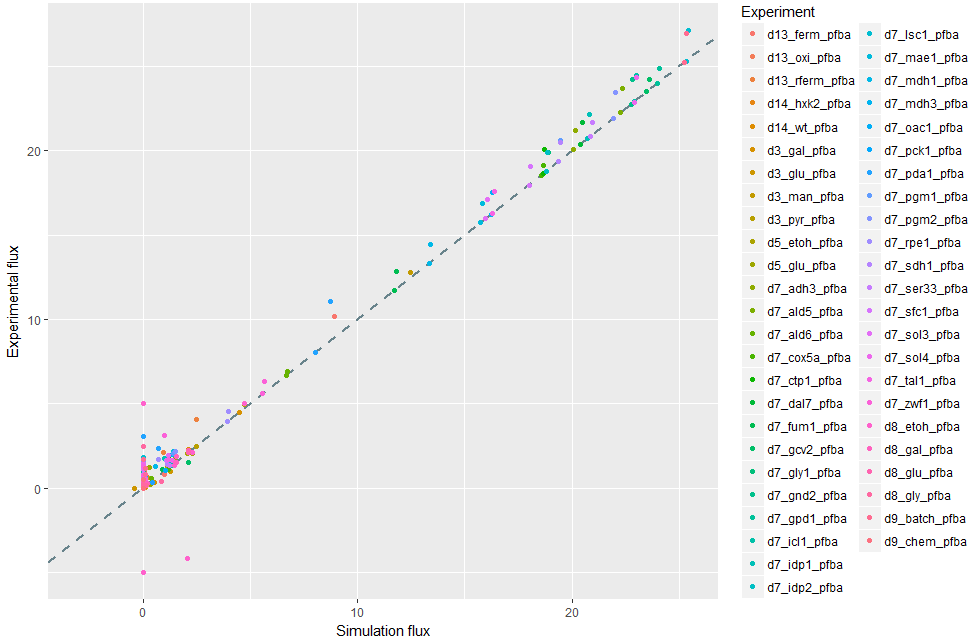 Experiment
d13_ferm_pfba
d13_oxi_pfba
d13_rferm_pfba
d14_hxk2_pfba
d14_wt_pfba
d3_gal_pfba
d3_glu_pfba
d3_man_pfba
d3_pyr_pfba
d5_etoh_pfba
d5_glu_pfba
d7_adh3_pfba
d7_ald5_pfba
d7_ald6_pfba
d7_cox5a_pfba
d7_ctp1_pfba
d7_dal7_pfba
d7_fum1_pfba
d7_gcv2_pfba
d7_gly1_pfba
d7_gnd2_pfba
d7_gpd1_pfba
d7_icl1_pfba
d7_idp1_pfba
d7_idp2_pfba
d7_lsc1_pfba
d7_mae1_pfba
d7_mdh1_pfba
d7_mdh3_pfba
d7_oac1_pfba
d7_pck1_pfba
d7_pda1_pfba
d7_pgm1_pfba
d7_pgm2_pfba
d7_rpe1_pfba
d7_sdh1_pfba
d7_ser33_pfba
d7_sfc1_pfba
d7_sol3_pfba
d7_sol4_pfba
d7_tal1_pfba
d7_zwf1_pfba
d8_etoh_pfba
d8_gal_pfba
d8_glu_pfba
d8_gly_pfba
d9_batch_pfba
d9_chem_pfba
Experimental flux
20
10
0
0
10
20
Simulation flux